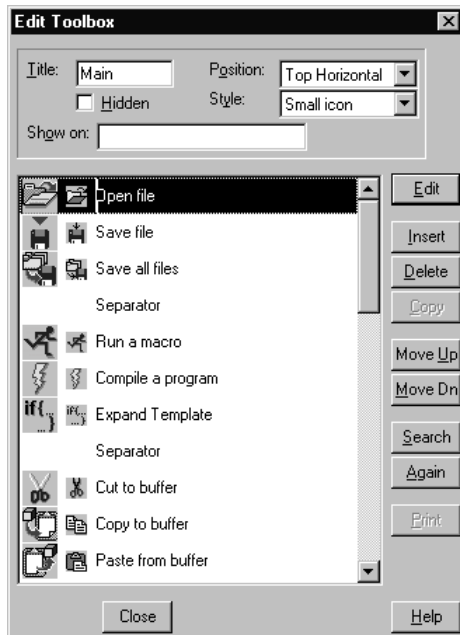 Edit Toolbox
Title: Main Position: Top Horizontal
Hidden Style: Small icon
Show on:
Open file Edit
Save file Insert
Save all files Delete
Separator Copy
Run a macro Move Up
Compile a program Move Dn
if{... ...} if{... ...} Expand Template Search
Separator Again
Cut to buffer
Copy to buffer Print
Paste from buffer
Close Help